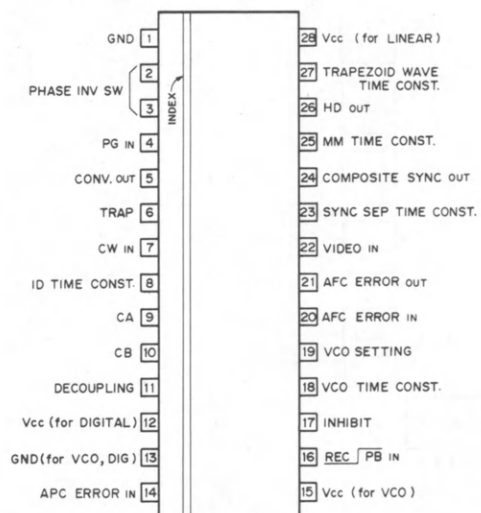 GND 1
PHASE INV SW 2
3
PG IN 4
CONV. OUT 5
TRAP 6
CW IN 7
ID TIME CONST. 8
CA 9
CB 10
DECOUPLING 11
Vcc (for DIGITAL) 12
GND (for VCO, DIG) 13
APC ERROR IN 14
INDEX
28 Vcc (for LINEAR)
27 TRAPEZOID WAVE
TIME CONST.
26 HD OUT
25 MM TIME CONST.
24 COMPOSITE SYNC OUT
23 SYNC SEP TIME CONST.
22 VIDEO IN
21 AFC ERROR OUT
20 AFC ERROR IN
19 VCO SETTING
18 VCO TIME CONST.
17 INHIBIT
16 REC PB IN
15 Vcc (for VCO)